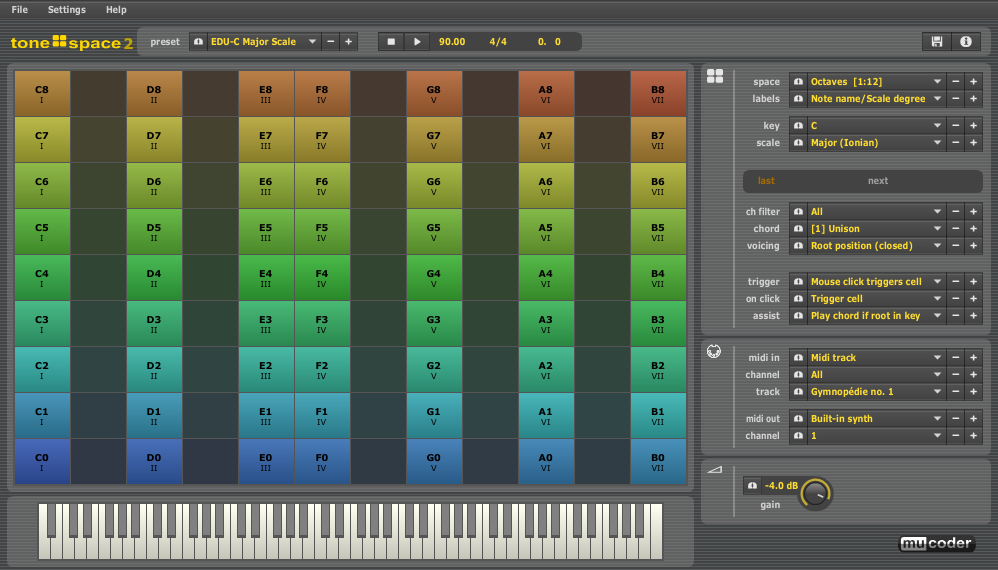 File Settings Help
tone space 2 preset EDU-C Major Scale − + 90.00 4/4 0. 0
C8 D8 E8 F8 G8 A8 B8
I II III IV V VI VII
C7 D7 E7 F7 G7 A7 B7
I II III IV V VI VII
C6 D6 E6 F6 G6 A6 B6
I II III IV V VI VII
C5 D5 E5 F5 G5 A5 B5
I II III IV V VI VII
C4 D4 E4 F4 G4 A4 B4
I II III IV V VI VII
C3 D3 E3 F3 G3 A3 B3
I II III IV V VI VII
C2 D2 E2 F2 G2 A2 B2
I II III IV V VI VII
C1 D1 E1 F1 G1 A1 B1
I II III IV V VI VII
C0 D0 E0 F0 G0 A0 B0
I II III IV V VI VII
space Octaves [1:12] − +
labels Note name/Scale degree − +
key C − +
scale Major (Ionian) − +
last next
ch filter All − +
chord [1] Unison − +
voicing Root position (closed) − +
trigger Mouse click triggers cell − +
on click Trigger cell − +
assist Play chord if root in key − +
midi in Midi track − +
channel All − +
track Gymnopédie no. 1 − +
midi out Built-in synth − +
channel 1 − +
-4.0 dB
gain
mucoder